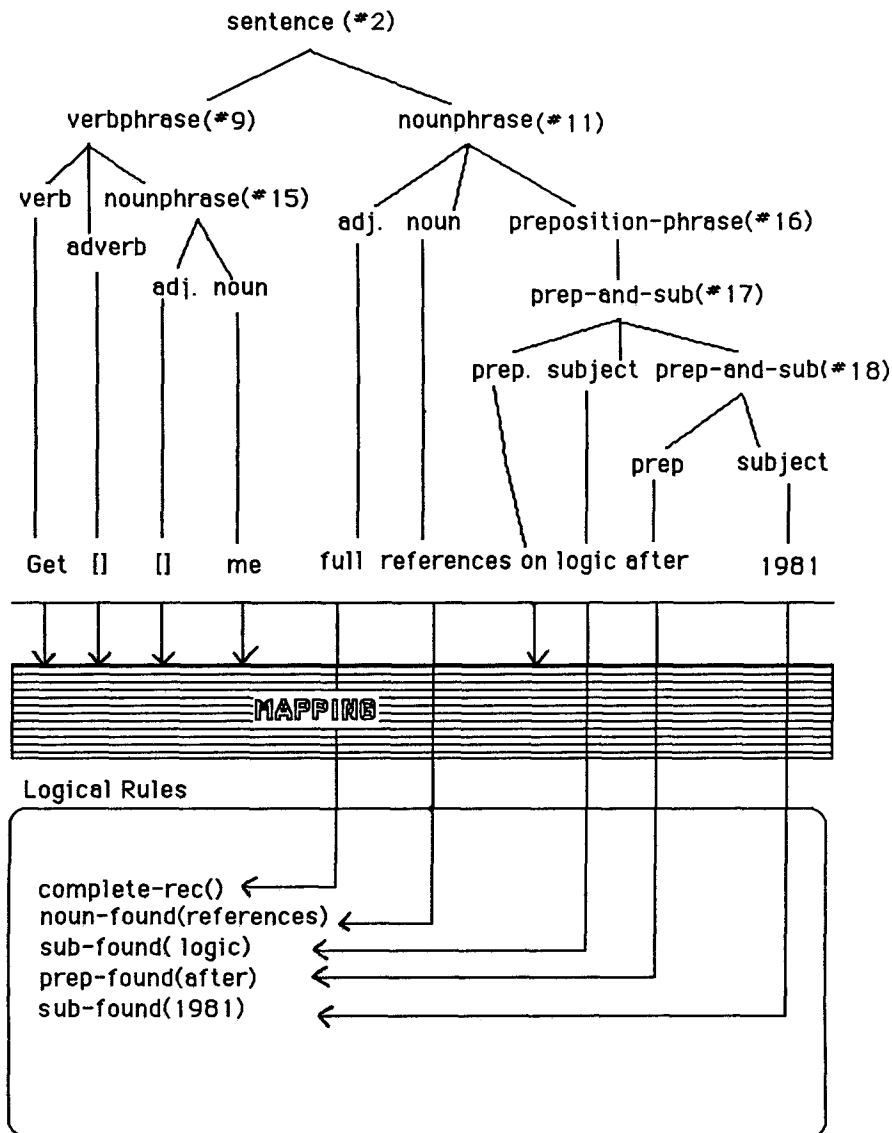 sentence (#2)
verbphrase(#9) nounphrase(#11)
verb nounphrase(#15)
adj. noun preposition-phrase(#16)
adverb
adj. noun prep-and-sub(#17)
prep. subject prep-and-sub(#18)
prep subject
Get [] [] me full references on logic after 1981
MAPPING
Logical Rules
complete-rec()
noun-found(references)
sub-found( logic)
prep-found(after)
sub-found(1981)